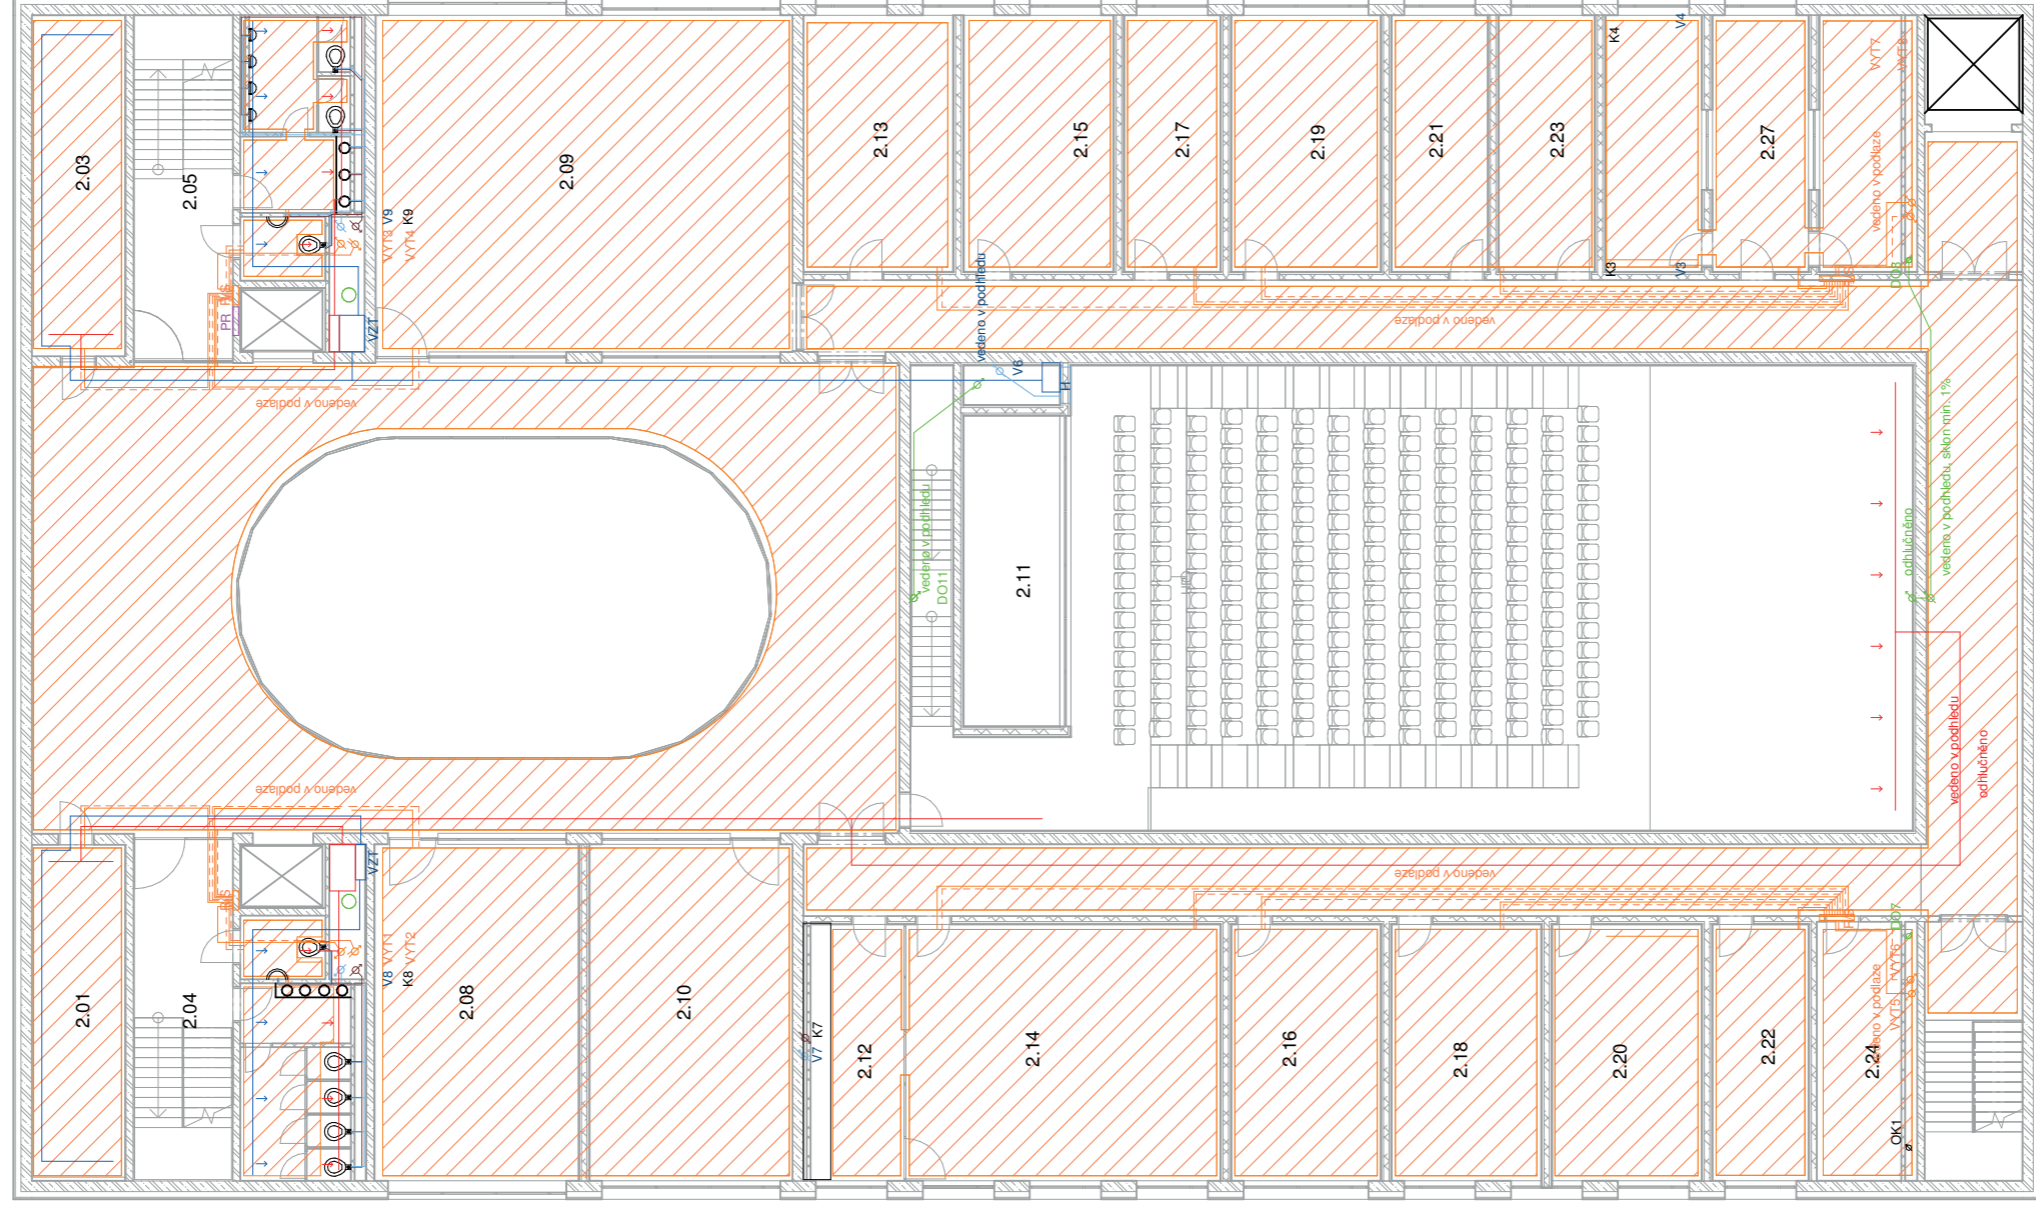 2.03
2.05
PR
R/S
VZT
V9
VYT3
VYT4
K9
2.09
2.13
2.15
2.17
2.19
2.21
2.23
K4
V4
K3
V3
2.27
VYT7
VYT8
vedeno v podlaze
DO8
vedeno v podlaze
vedeno v podhledu
V6
vedeno v podlaze
vedeno v podhledu
DO11
2.11
odhlučněno
vedeno v podhledu, sklon min. 1%
vedeno v podhledu
odhlučněno
vedeno v podlaze
vedeno v podlaze
2.01
2.04
R/S
VZT
V8
VYT1
VYT2
K8
2.08
2.10
V7
K7
2.12
2.14
2.16
2.18
2.20
2.22
2.24
vedeno v podlaze
VYT5
VYT6
DO7
OK1